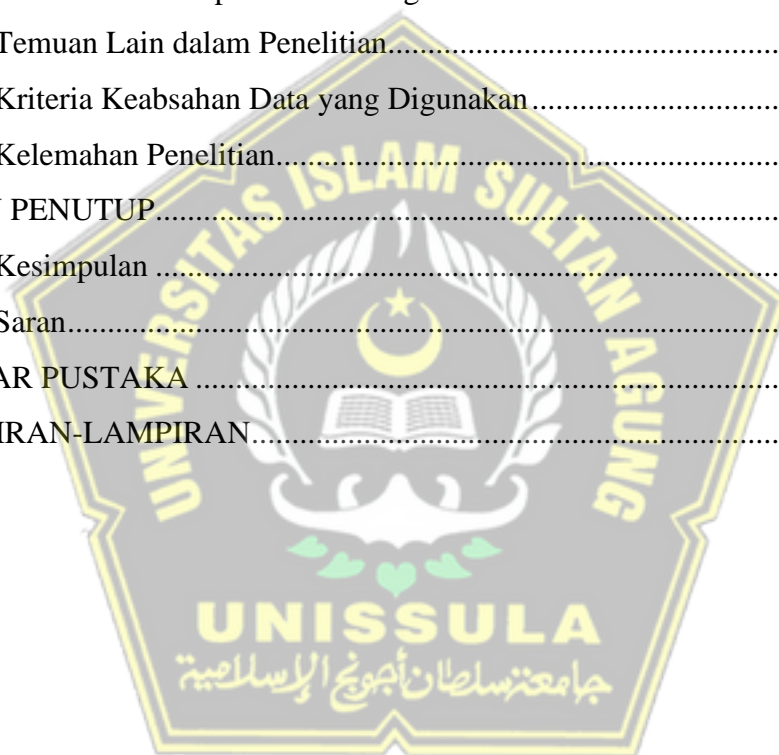 Temuan Lain dalam Penelitian
Kriteria Keabsahan Data yang Digunakan
Kelemahan Penelitian
PENUTUP
Kesimpulan
Saran
AR PUSTAKA
IRAN-LAMPIRAN
UNIVERSITAS ISLAM SULTAN AGUNG
UNISSULA
جامعتنسلطان أجونج الإسلامية